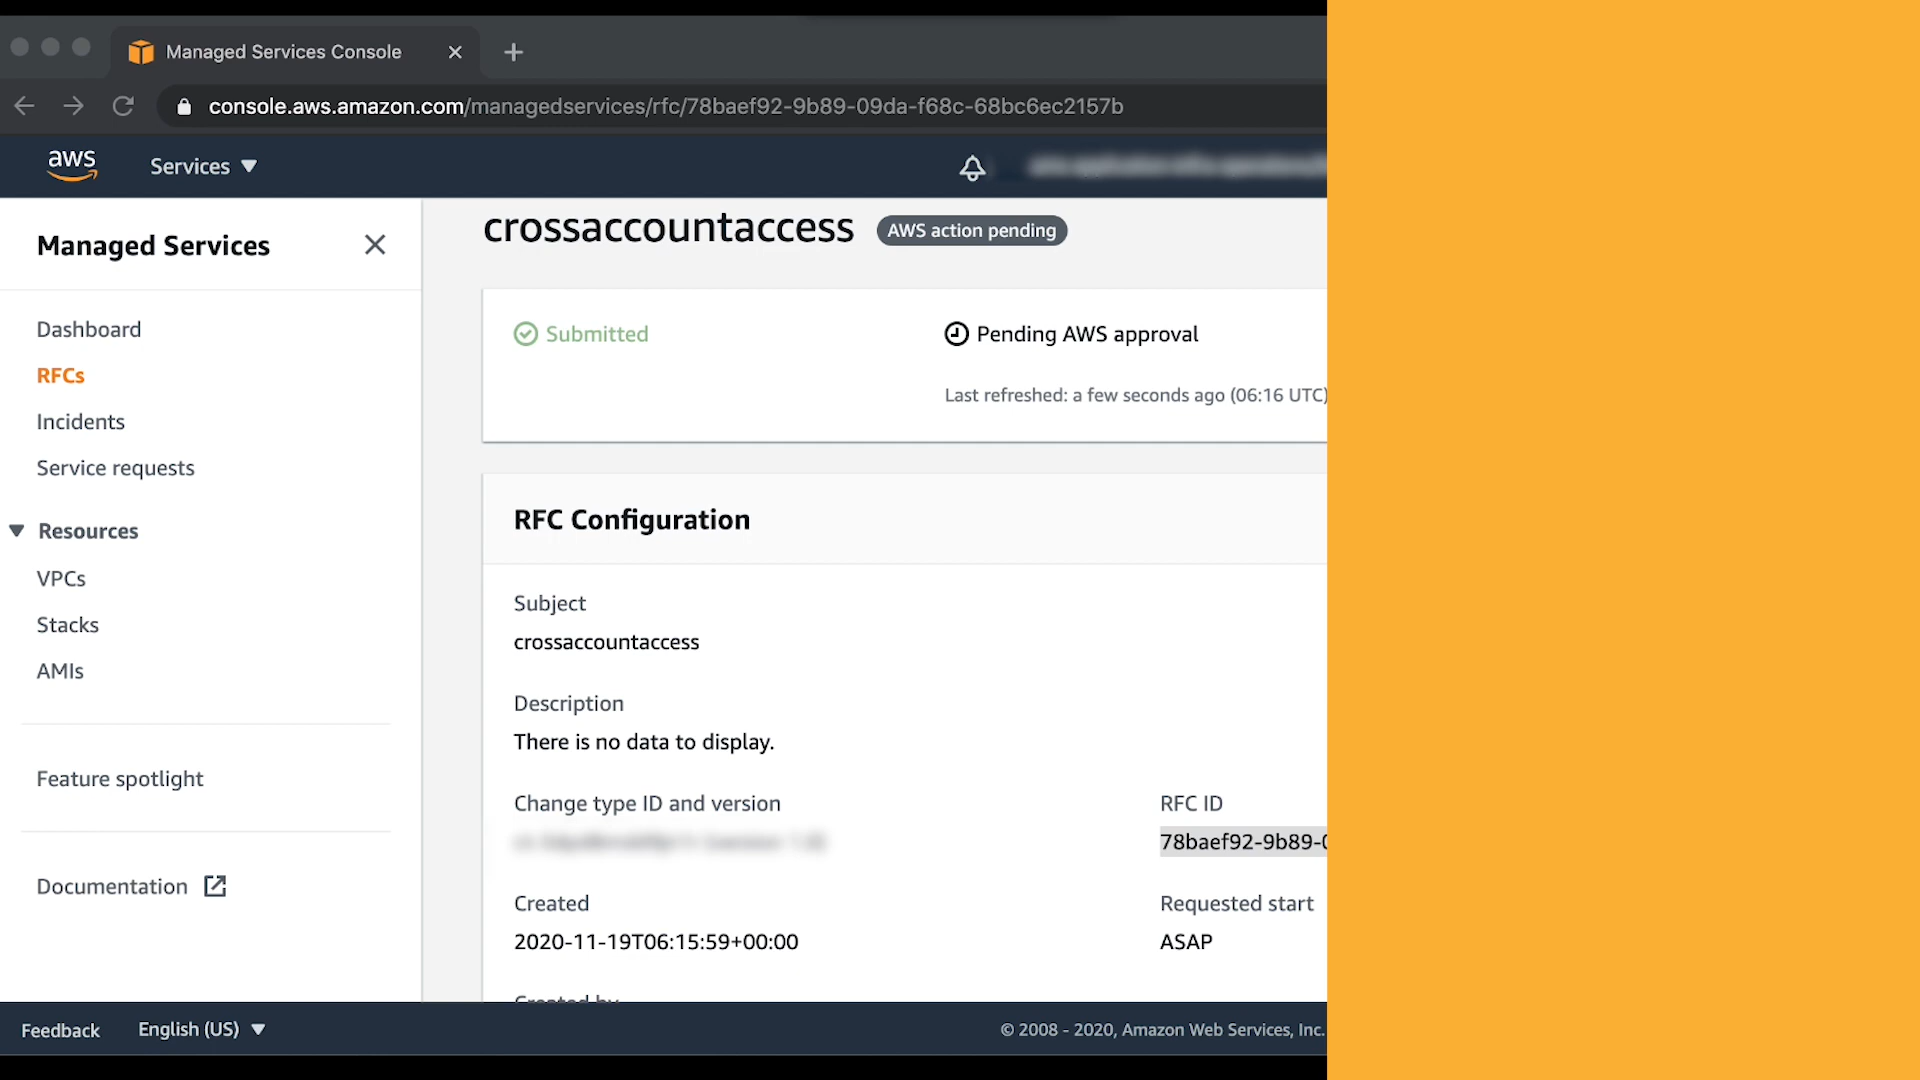 Managed Services Console
console.aws.amazon.com/managedservices/rfc/78baef92-9b89-09da-f68c-68bc6ec2157b
aws
Services
Managed Services
Dashboard
RFCs
Incidents
Service requests
Resources
VPCs
Stacks
AMIs
Feature spotlight
Documentation
crossaccountaccess
AWS action pending
Submitted
Pending AWS approval
Last refreshed: a few seconds ago (06:16 UTC)
RFC Configuration
Subject
crossaccountaccess
Description
There is no data to display.
Change type ID and version
RFC ID
78baef92-9b89-
Created
2020-11-19T06:15:59+00:00
Requested start
ASAP
Created by
Feedback
English (US)
© 2008 - 2020, Amazon Web Services, Inc.